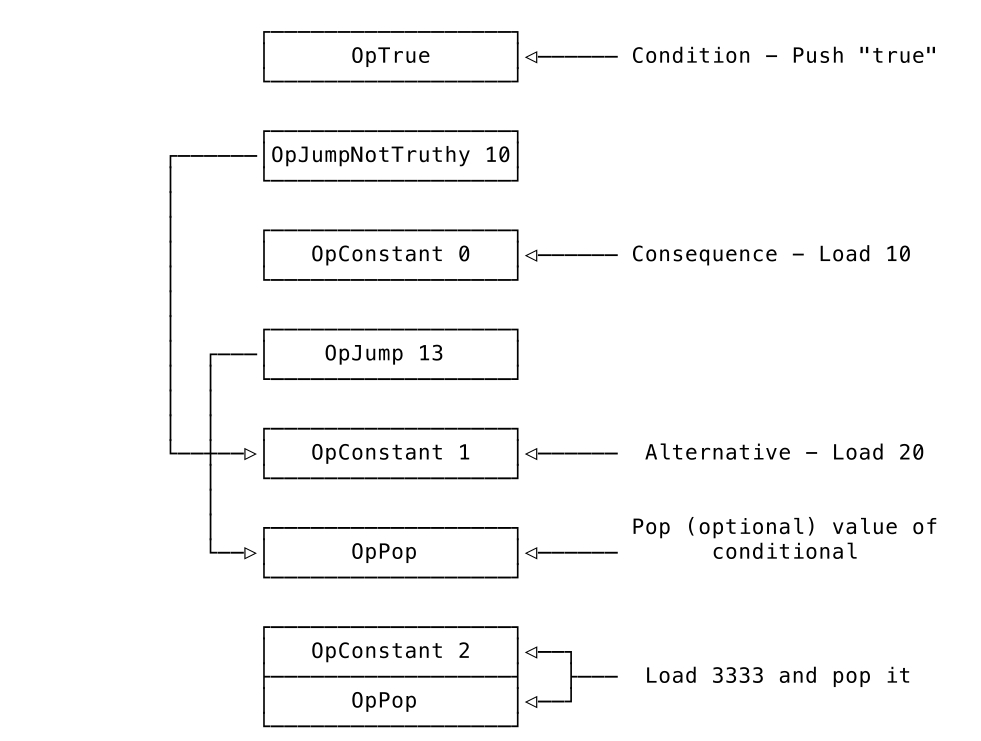 OpTrue
Condition – Push "true"
OpJumpNotTruthy 10
OpConstant 0
Consequence – Load 10
OpJump 13
OpConstant 1
Alternative – Load 20
Pop (optional) value of
conditional
OpPop
OpConstant 2
Load 3333 and pop it
OpPop